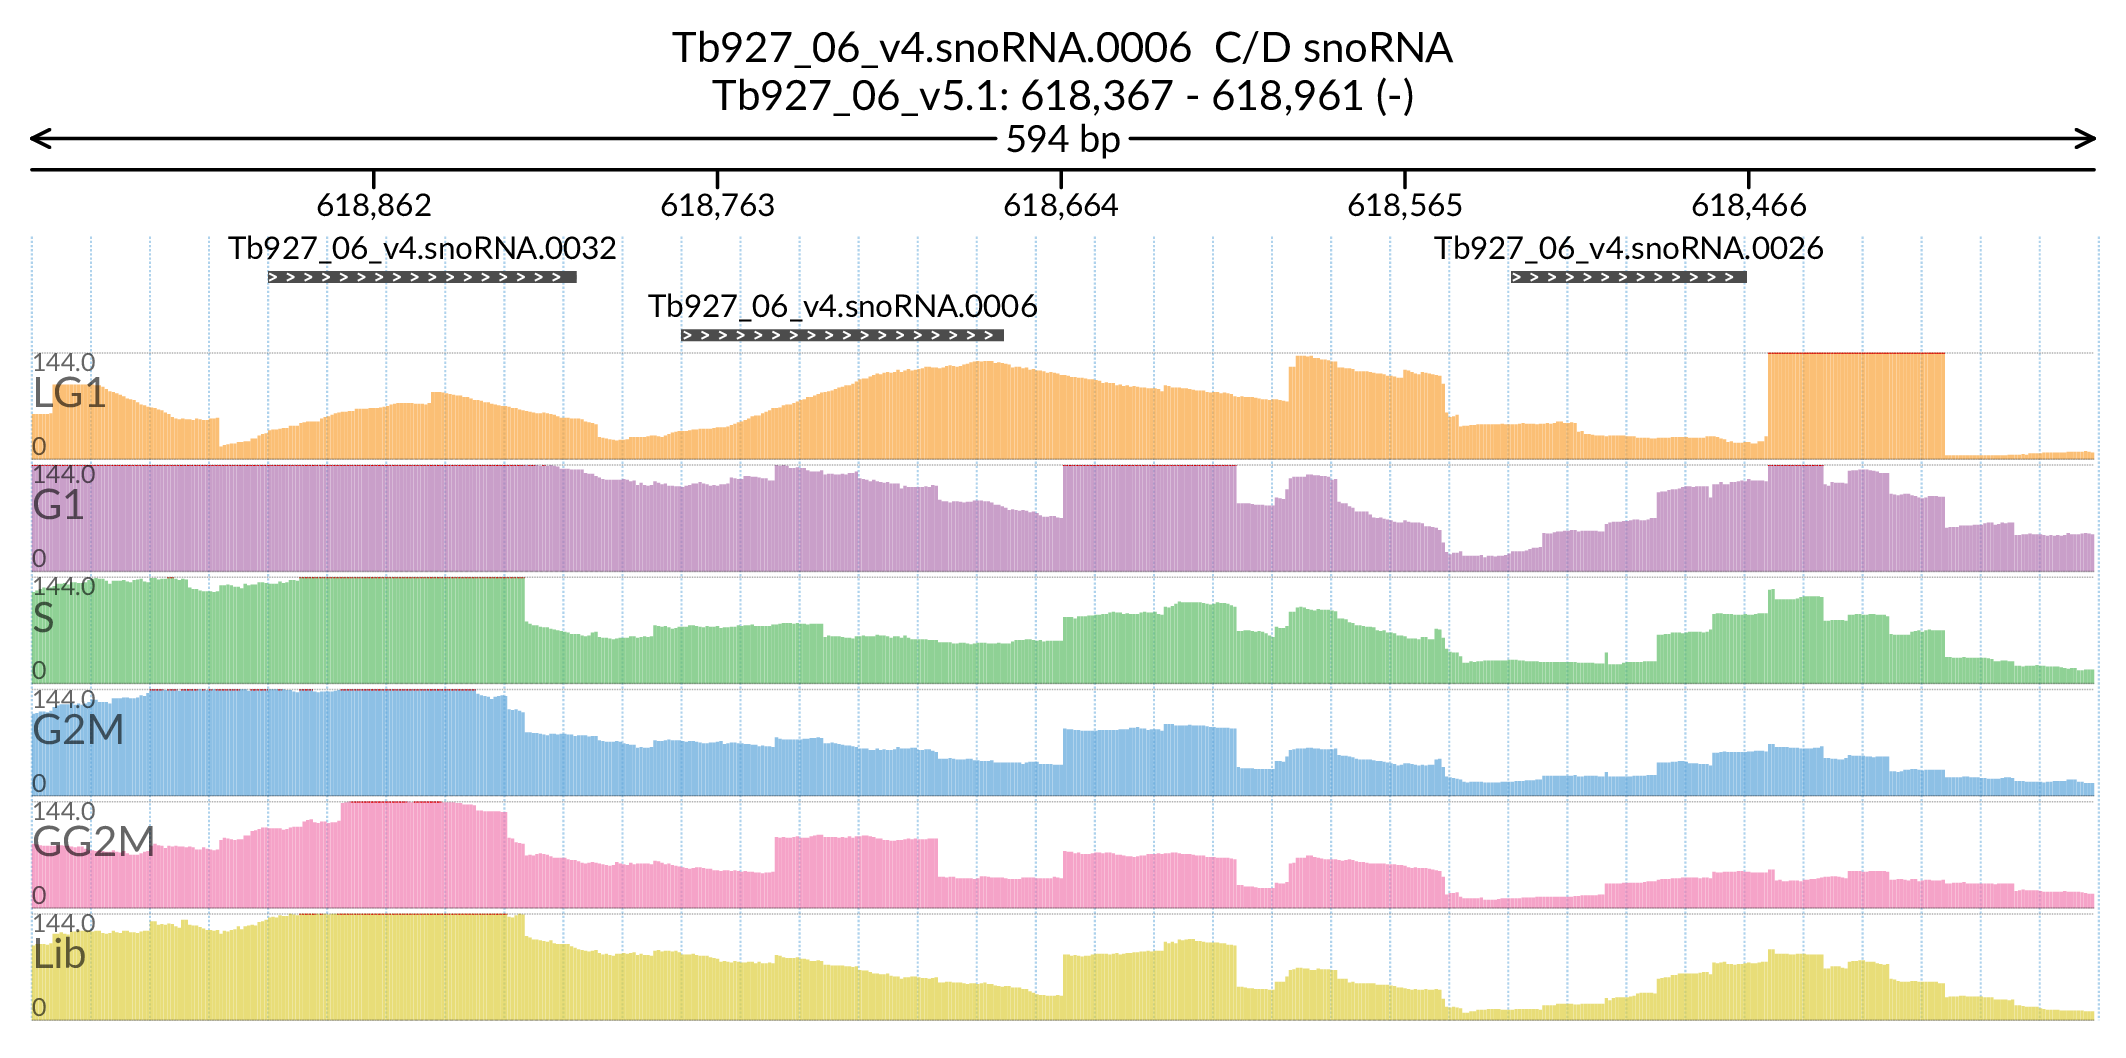 Tb927_06_v4.snoRNA.0006 C/D snoRNA
Tb927_06_v5.1: 618,367 - 618,961 (-)
594 bp
618,862 618,763 618,664 618,565 618,466
Tb927_06_v4.snoRNA.0032 Tb927_06_v4.snoRNA.0026
Tb927_06_v4.snoRNA.0006
144.0
LG1
0
144.0
G1
0
144.0
S
0
144.0
G2M
0
144.0
GG2M
0
144.0
Lib
0